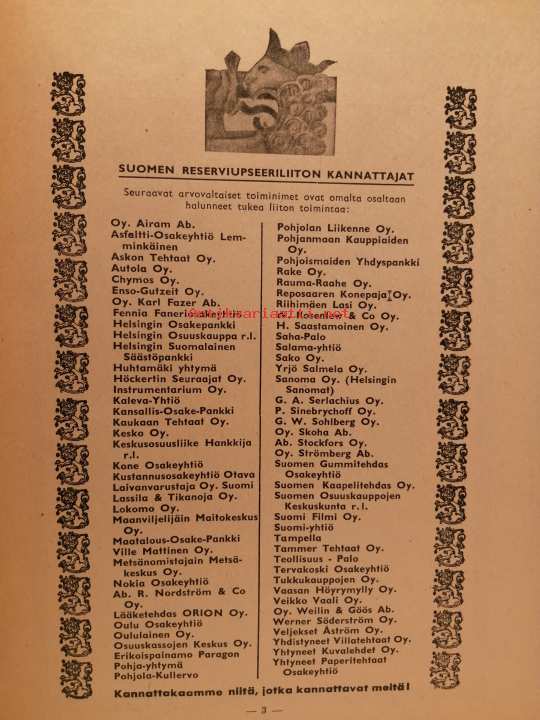 SUOMEN RESERVIUPSEERILIITON KANNATTAJAT
Seuraavat arvovaltaiset toiminimet ovat omalta osaltaan
halunneet tukea liiton toimintaa:
Oy. Airam Ab.
Asfaltti-Osakeyhtiö Lem-
minkäinen
Askon Tehtaat Oy.
Autola Oy.
Chymos Oy.
Enso-Gutzeit Oy.
Oy. Karl Fazer Ab.
Fennia Faneriosakeyhtiö
Helsingin Osakepankki
Helsingin Osuuskauppa r.l.
Helsingin Suomalainen
Säästöpankki
Huhtamäki yhtymä
Höckertin Seuraajat Oy.
Instrumentarium Oy.
Kaleva-Yhtiö
Kansallis-Osake-Pankki
Kaukaan Tehtaat Oy.
Kesko Oy.
Keskusosuusliike Hankkija
r.l.
Kone Osakeyhtiö
Kustannusosakeyhtiö Otava
Laivanvarustaja Oy. Suomi
Lassila & Tikanoja Oy.
Lokomo Oy.
Maanviljelijäin Maitokeskus
Oy.
Maatalous-Osake-Pankki
Ville Mattinen Oy.
Metsänomistajain Metsä-
keskus Oy.
Nokia Osakeyhtiö
Ab. R. Nordström & Co
Oy.
Lääketehdas ORION Oy.
Oulu Osakeyhtiö
Oululainen Oy.
Osuuskassojen Keskus Oy.
Erikoispainamo Paragon
Pohja-yhtymä
Pohjola-Kullervo
Pohjolan Liikenne Oy.
Pohjanmaan Kauppiaiden
Oy.
Pohjoismaiden Yhdyspankki
Rake Oy.
Rauma-Raahe Oy.
Reposaaren Konepaja Oy.
Riihimäen Lasi Oy.
Rosenlew & Co Oy.
H. Saastamoinen Oy.
Saha-Palo
Salama-yhtiö
Sako Oy.
Yrjö Salmela Oy.
Sanoma Oy. (Helsingin
Sanomat)
G. A. Serlachius Oy.
P. Sinebrychoff Oy.
G. W. Sohlberg Oy.
Oy. Skoha Ab.
Ab. Stockfors Oy.
Oy. Strömberg Ab.
Suomen Gummitehdas
Osakeyhtiö
Suomen Kaapelitehdas Oy.
Suomen Osuuskauppojen
Keskuskunta r. l.
Suomi Filmi Oy.
Suomi-yhtiö
Tampella
Tammer Tehtaat Oy.
Teollisuus - Palo
Tervakoski Osakeyhtiö
Tukkukauppojen Oy.
Vaasan Höyrymylly Oy.
Veikko Vaali Oy.
Oy. Weilin & Göös Ab.
Werner Söderström Oy.
Veljekset Åström Oy.
Yhdistyneet Villatehtaat Oy.
Yhtyneet Kuvalehdet Oy.
Yhtyneet Paperitehtaat
Osakeyhtiö
Kannattakaamme niitä, jotka kannattavat meitä!
— 3 —